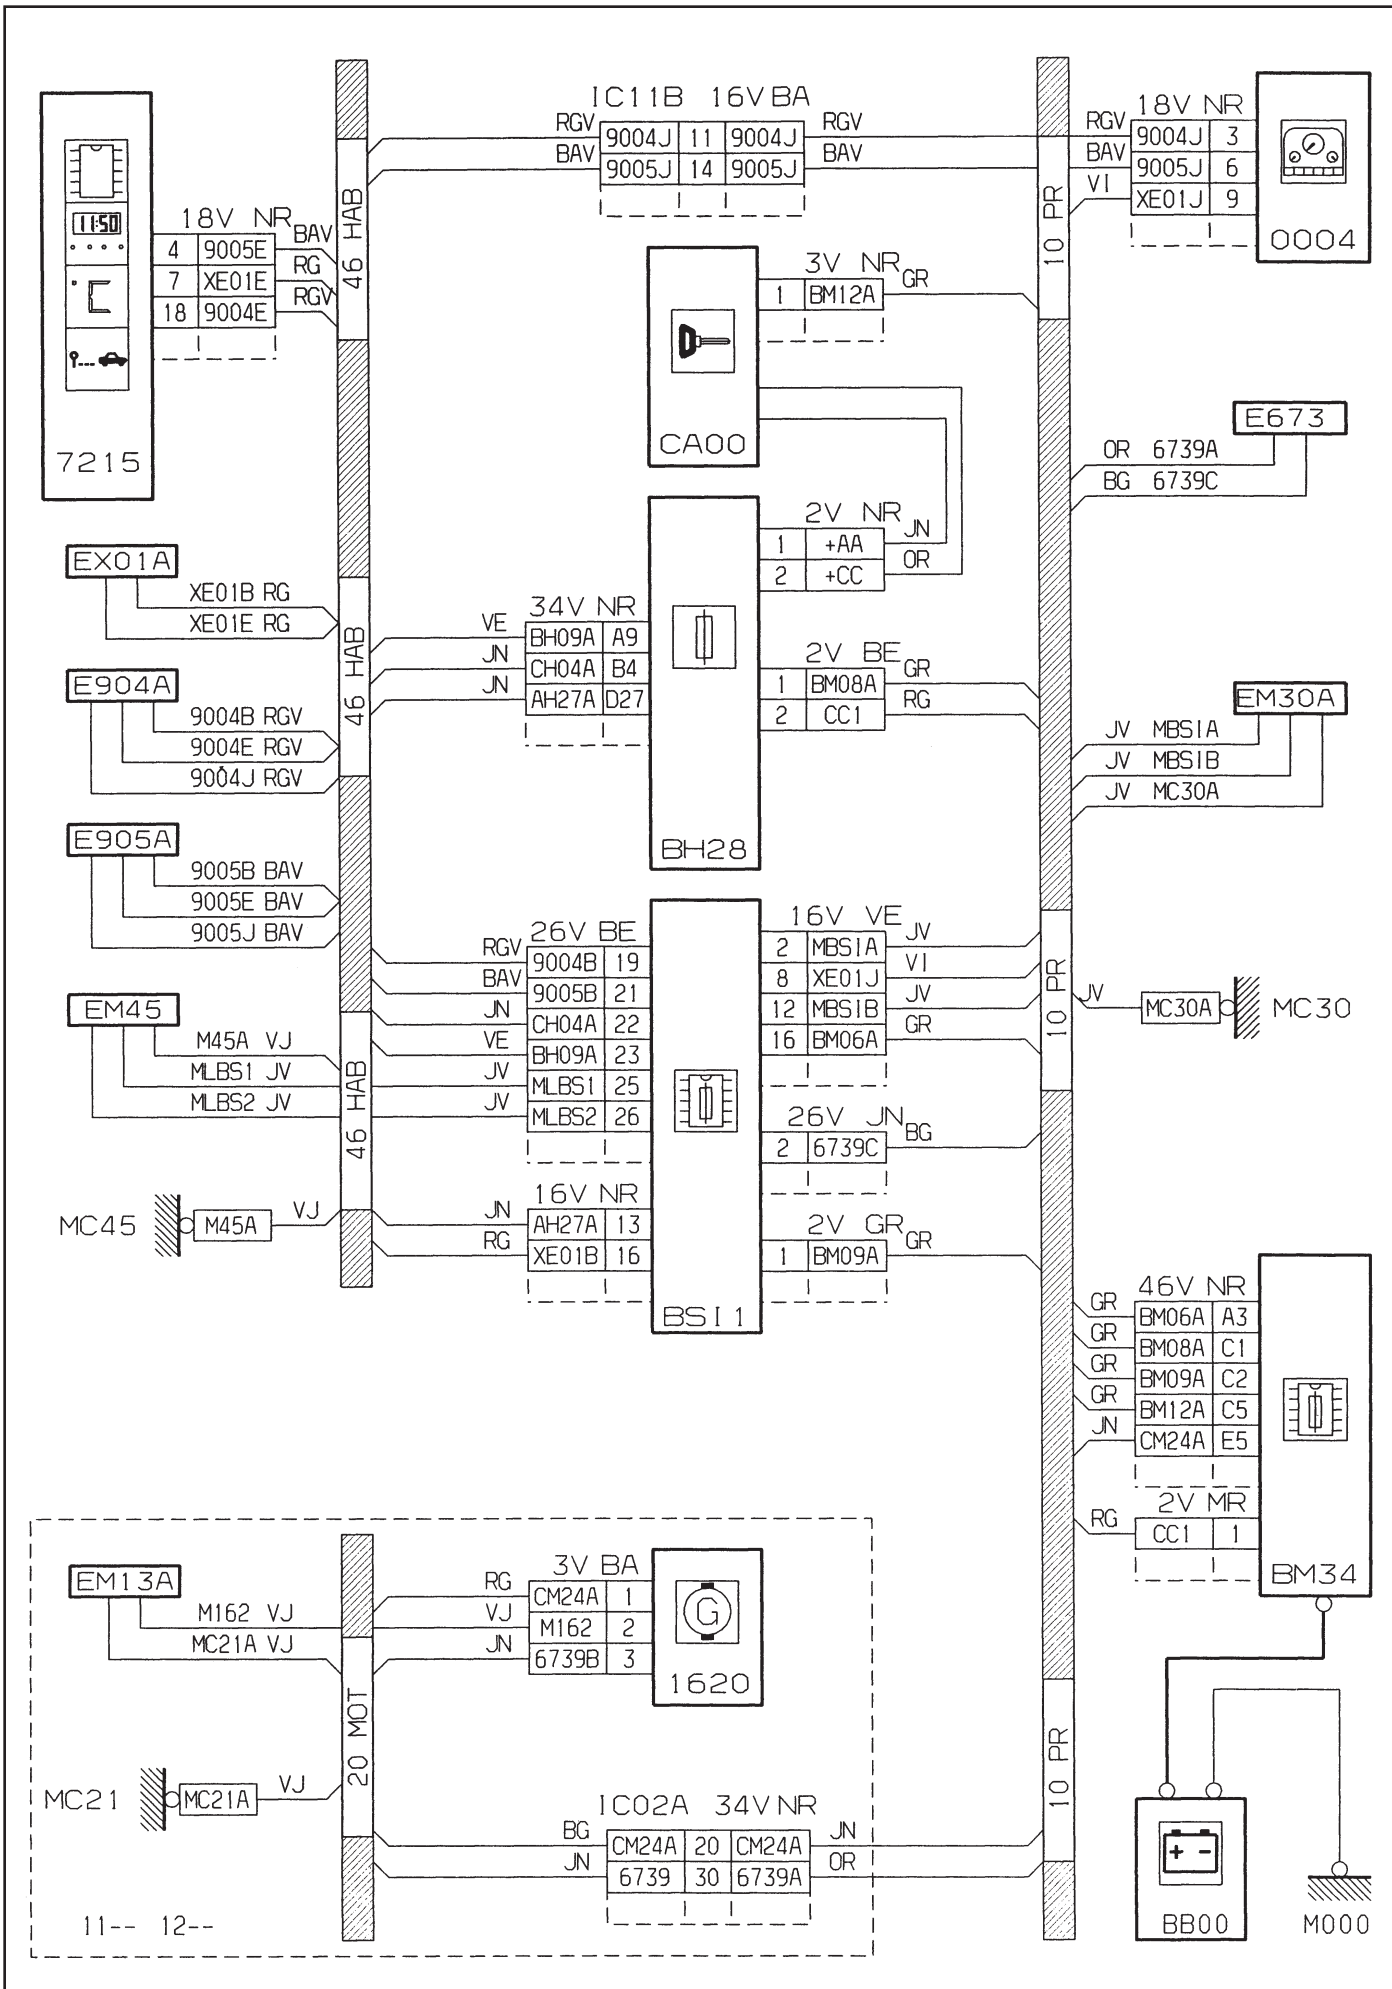 IC11B 16V BA
RGV 9004J 11 9004J RGV
BAV 9005J 14 9005J BAV
18V NR
RGV 9004J 3
BAV 9005J 6
VI XE01J 9
0004
11:50
7215
18V NR
4 9005E BAV
7 XE01E RG
18 9004E RGV
46 HAB
10 PR
CA00
3V NR
1 BM12A GR
E673
OR 6739A
BG 6739C
2V NR
1 +AA JN
2 +CC OR
EX01A
XE01B RG
XE01E RG
46 HAB
34V NR
VE BH09A A9
JN CH04A B4
JN AH27A D27
2V BE
1 BM08A GR
2 CC1 RG
BH28
E904A
9004B RGV
9004E RGV
9004J RGV
EM30A
JV MBSIA
JV MBSIB
JV MC30A
E905A
9005B BAV
9005E BAV
9005J BAV
26V BE
RGV 9004B 19
BAV 9005B 21
JN CH04A 22
VE BH09A 23
JV MLBS1 25
JV MLBS2 26
16V VE
2 MBSIA JV
8 XE01J VI
12 MBSIB JV
16 BM06A GR
10 PR
JV MC30A MC30
EM45
M45A VJ
MLBS1 JV
MLBS2 JV
46 HAB
26V JN
2 6739C BG
MC45 M45A VJ
16V NR
JN AH27A 13
RG XE01B 16
2V GR
1 BM09A GR
BSI1
46V NR
GR BM06A A3
GR BM08A C1
GR BM09A C2
GR BM12A C5
JN CM24A E5
2V MR
RG CC1 1
BM34
EM13A
M162 VJ
MC21A VJ
3V BA
RG CM24A 1
VJ M162 2
JN 6739B 3
G
1620
20 MOT
10 PR
MC21 MC21A VJ
IC02A 34V NR
BG CM24A 20 CM24A JN
JN 6739 30 6739A OR
+ -
BB00
M000
11-- 12--